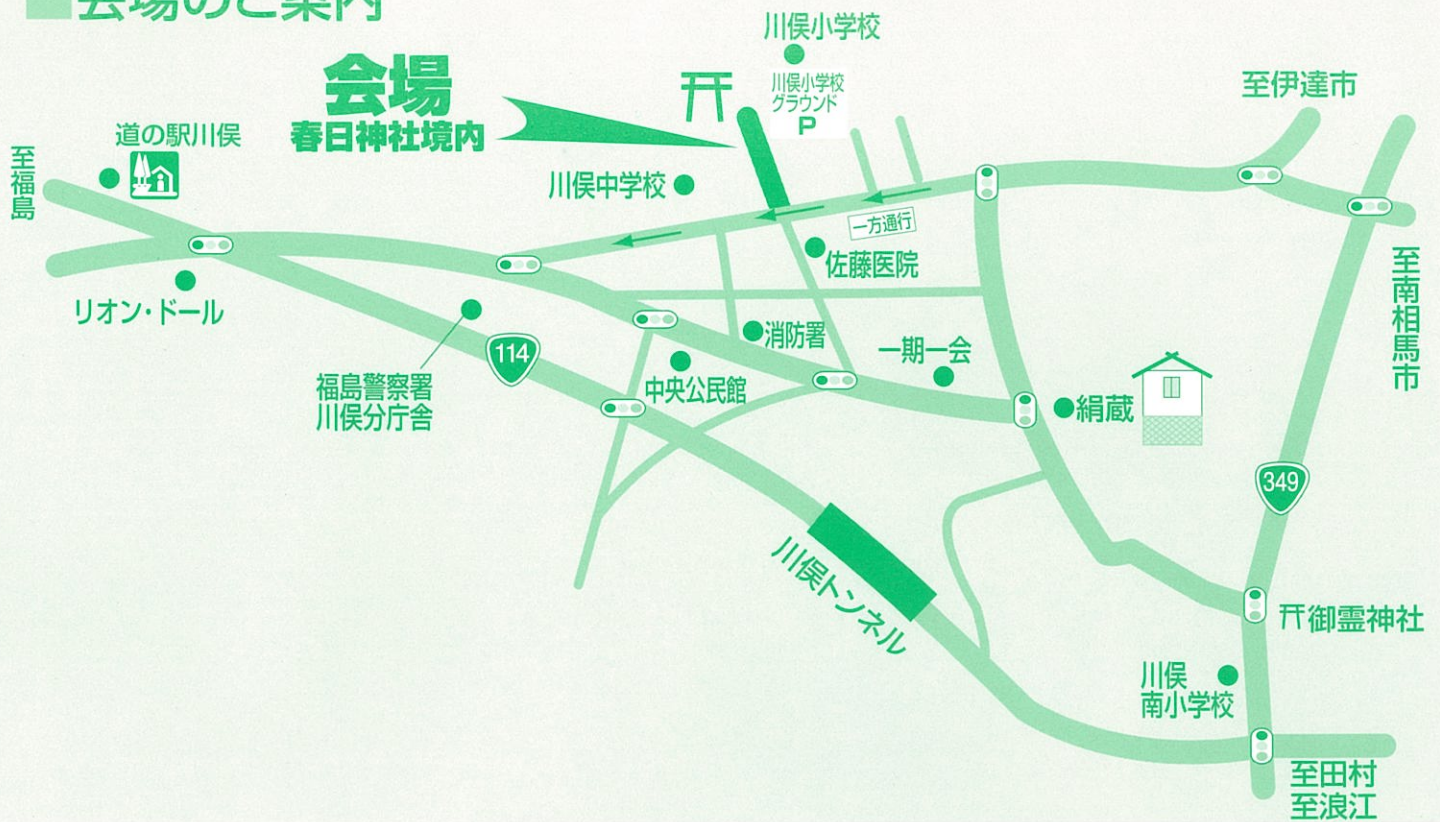 会場のご案内
川俣小学校
会場
春日神社境内
川俣小学校
グラウンド
P
至伊達市
道の駅川俣
至福島
川俣中学校
一方通行
佐藤医院
リオン・ドール
至南相馬市
消防署
一期一会
114
中央公民館
福島警察署
川俣分庁舎
絹蔵
349
川俣トンネル
御霊神社
川俣
南小学校
至田村
至浪江